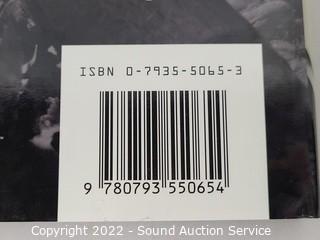 ISBN 0-7935-5065-3
9 780793 550654
Copyright 2022 - Sound Auction Service